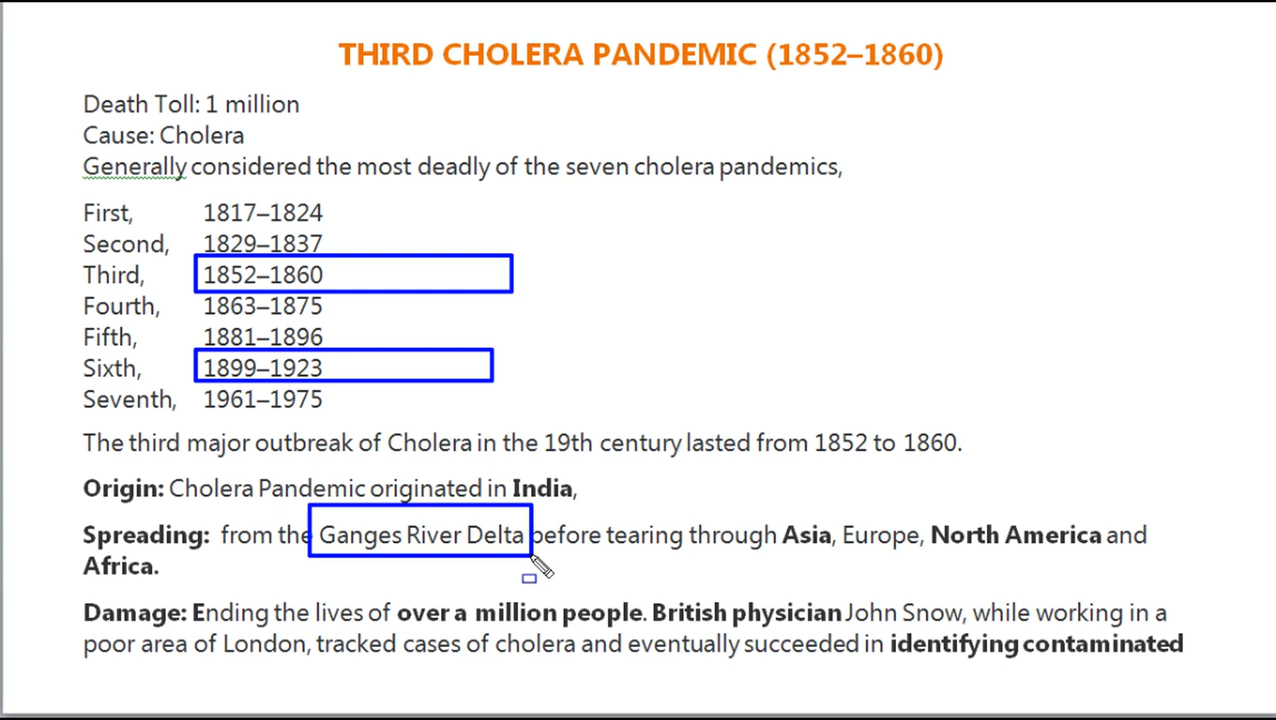 THIRD CHOLERA PANDEMIC (1852–1860)
Death Toll: 1 million
Cause: Cholera
Generally considered the most deadly of the seven cholera pandemics,
First, 1817–1824
Second, 1829–1837
Third, 1852–1860
Fourth, 1863–1875
Fifth, 1881–1896
Sixth, 1899–1923
Seventh, 1961–1975
The third major outbreak of Cholera in the 19th century lasted from 1852 to 1860.
Origin: Cholera Pandemic originated in India,
Spreading: from the Ganges River Delta before tearing through Asia, Europe, North America and
Africa.
Damage: Ending the lives of over a million people. British physician John Snow, while working in a
poor area of London, tracked cases of cholera and eventually succeeded in identifying contaminated